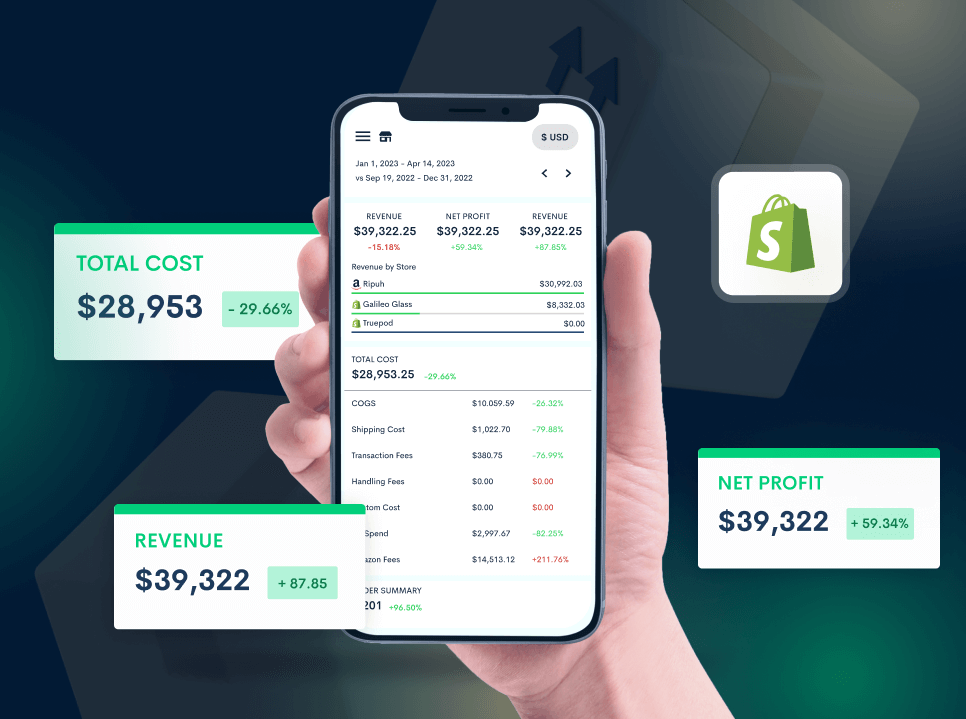 $ USD
Jan 1, 2023 - Apr 14, 2023
vs Sep 19, 2022 - Dec 31, 2022
REVENUE NET PROFIT REVENUE
$39,322.25 $39,322.25 $39,322.25
-15.18% +59.34% +87.85%
Revenue by Store
a Ripuh $30,992.03
S Galileo Glass $8,332.03
Truepod $0.00
TOTAL COST
$28,953.25 -29.66%
COGS $10.059.59 -26.32%
Shipping Cost $1,022.70 -79.88%
Transaction Fees $380.75 -76.99%
Handling Fees $0.00 $0.00
tom Cost $0.00 $0.00
Spend $2,997.67 -82.25%
azon Fees $14,513.12 +211.76%
DER SUMMARY
201 +96.50%
TOTAL COST
$28,953 - 29.66%
REVENUE
$39,322 + 87.85
S
NET PROFIT
$39,322 + 59.34%